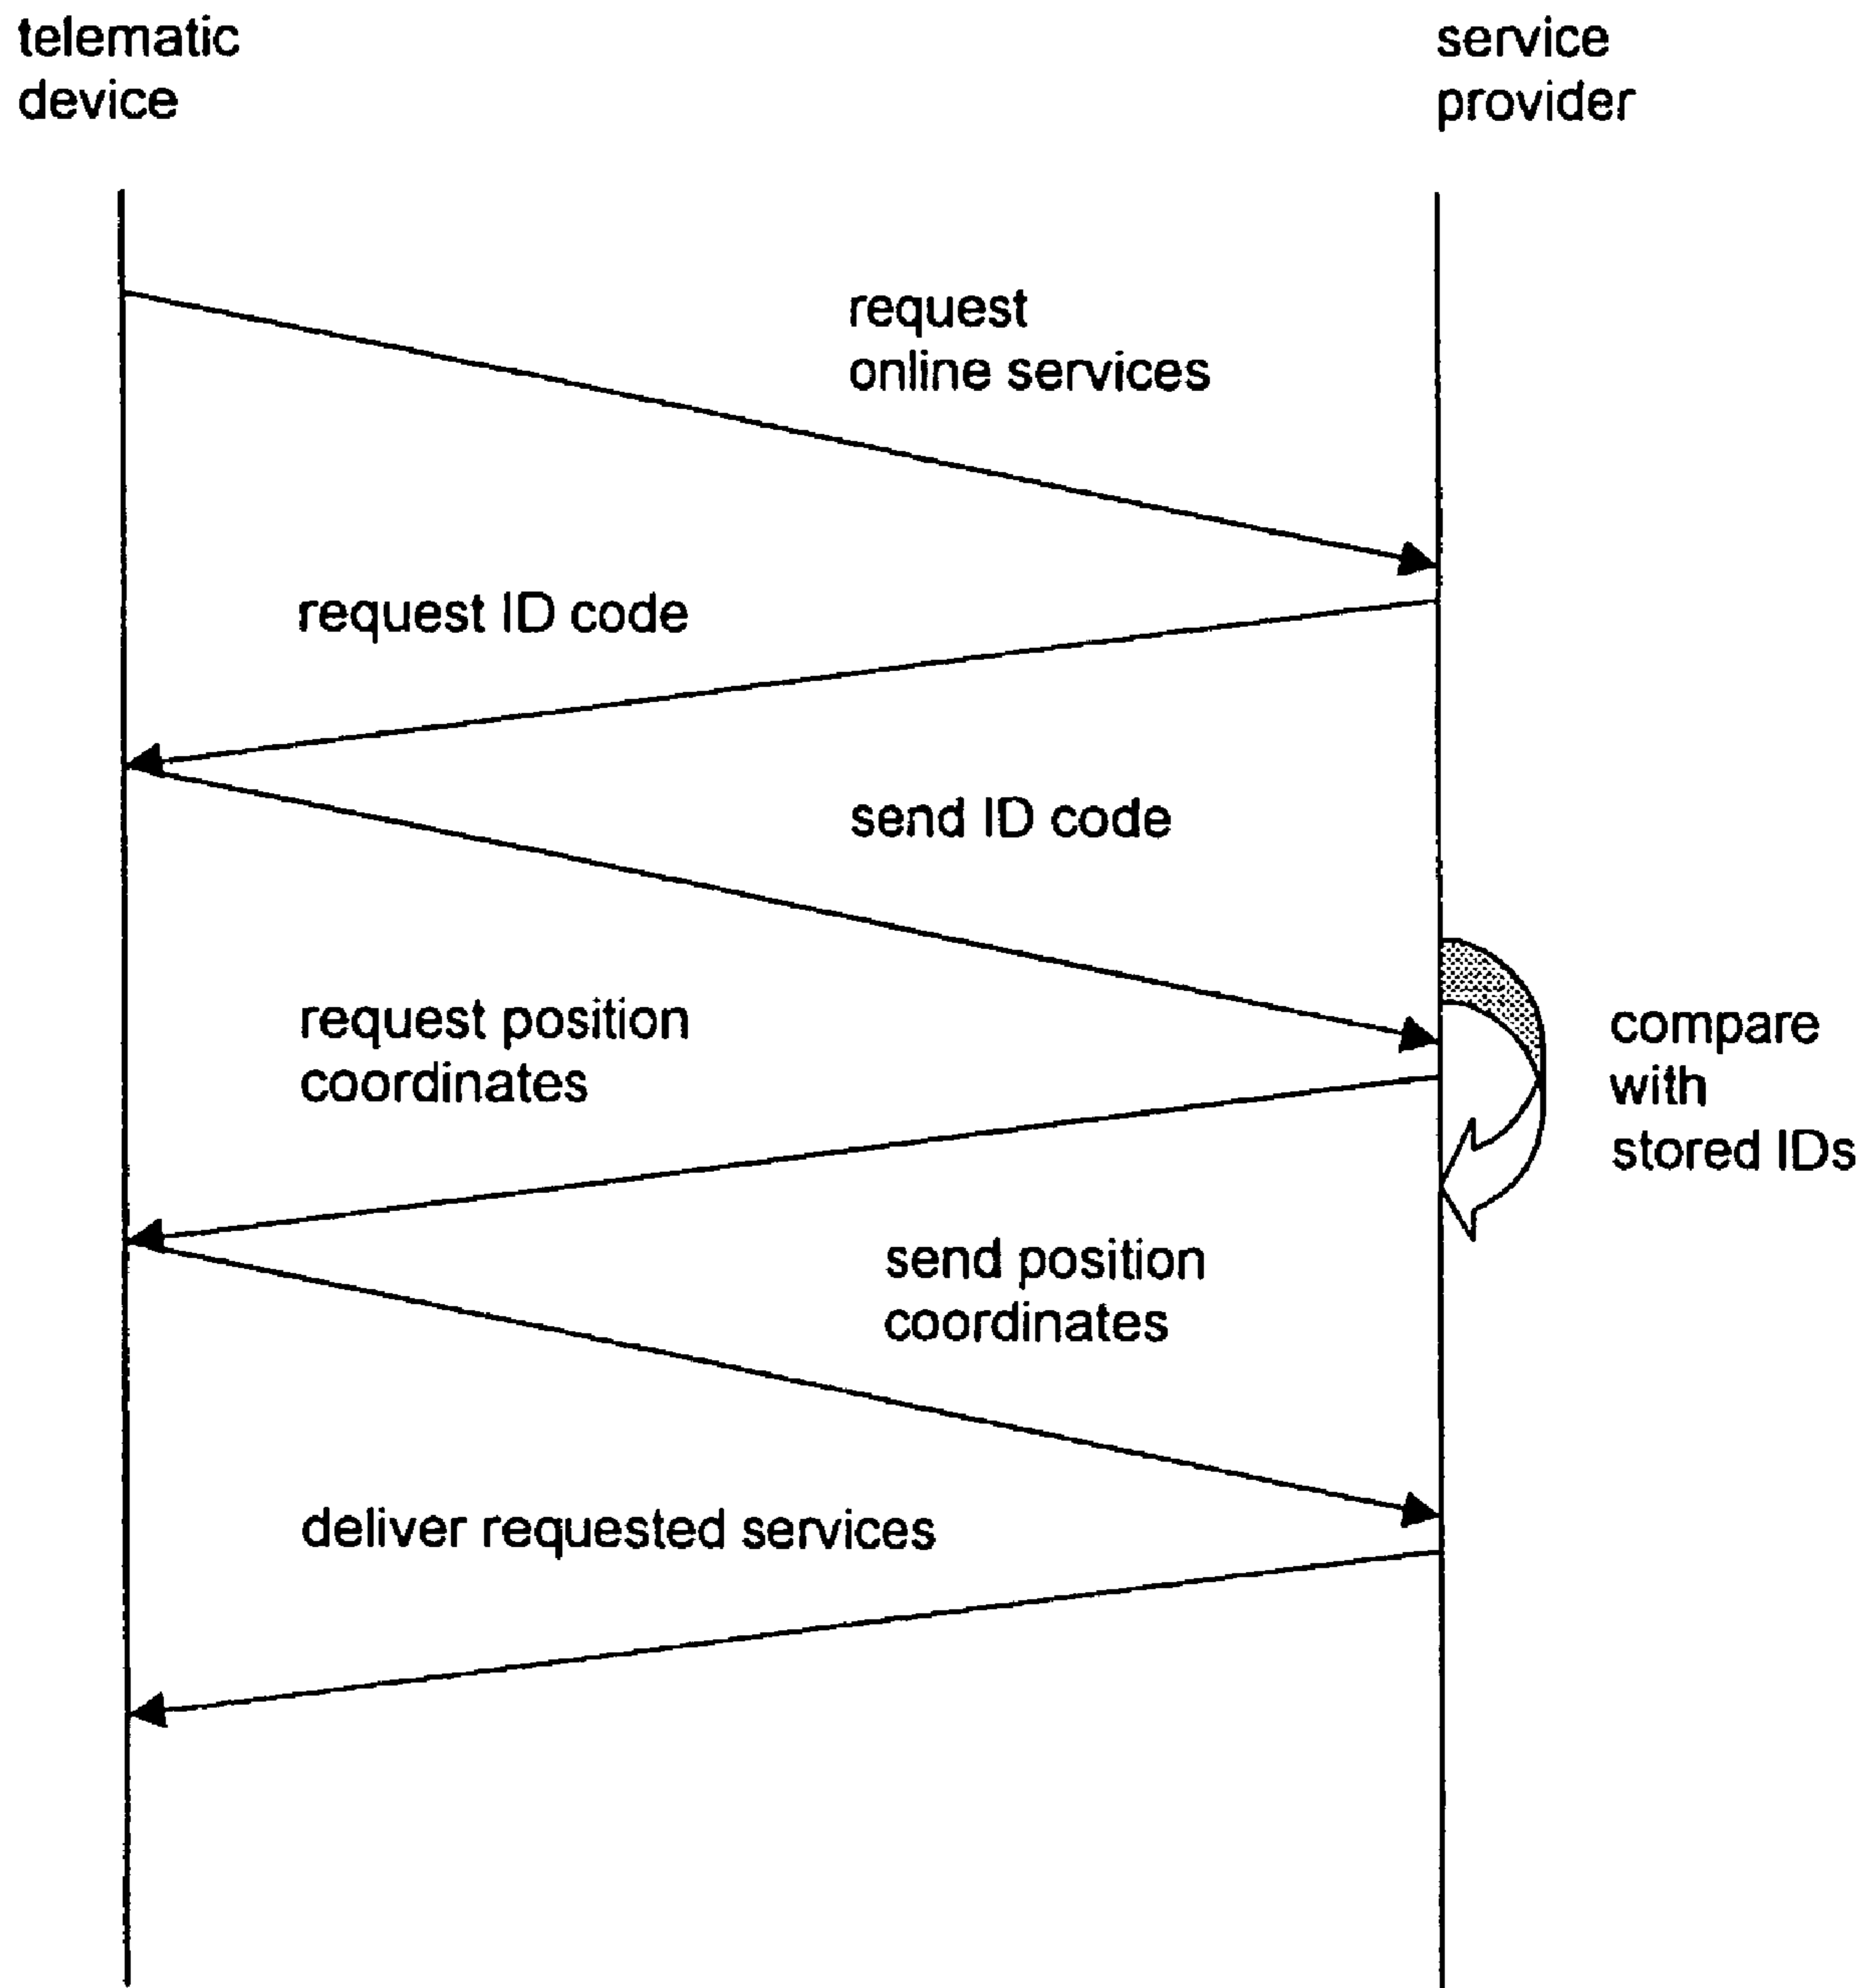 telematic
device
service
provider
request
online services
request ID code
send ID code
request position
coordinates
compare
with
stored IDs
send position
coordinates
deliver requested services